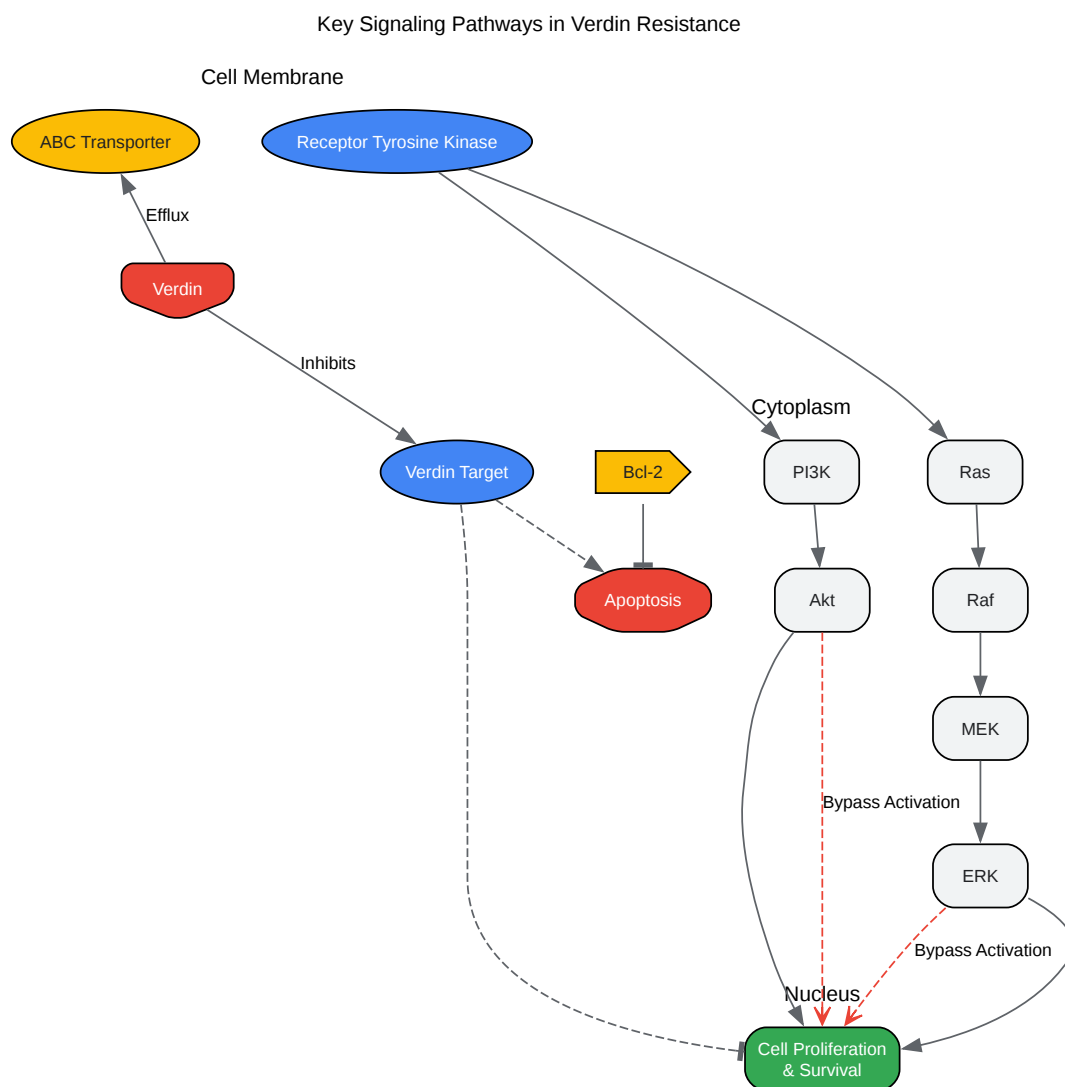 Key Signaling Pathways in Verdin Resistance
Cell Membrane
ABC Transporter
Receptor Tyrosine Kinase
Efflux
Verdin
Inhibits
Cytoplasm
Verdin Target
Bcl-2
PI3K
Ras
Apoptosis
Akt
Raf
MEK
Bypass Activation
ERK
Bypass Activation
Nucleus
Cell Proliferation
& Survival